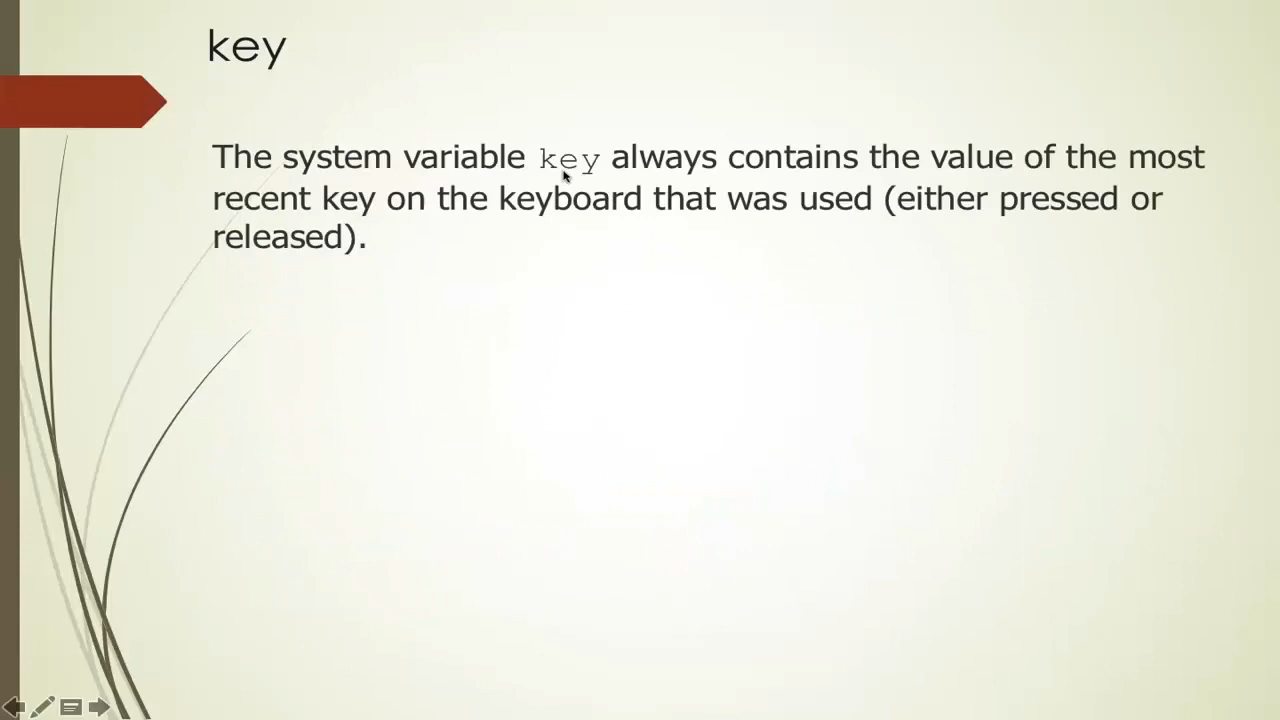 key
The system variable key always contains the value of the most
recent key on the keyboard that was used (either pressed or
released).